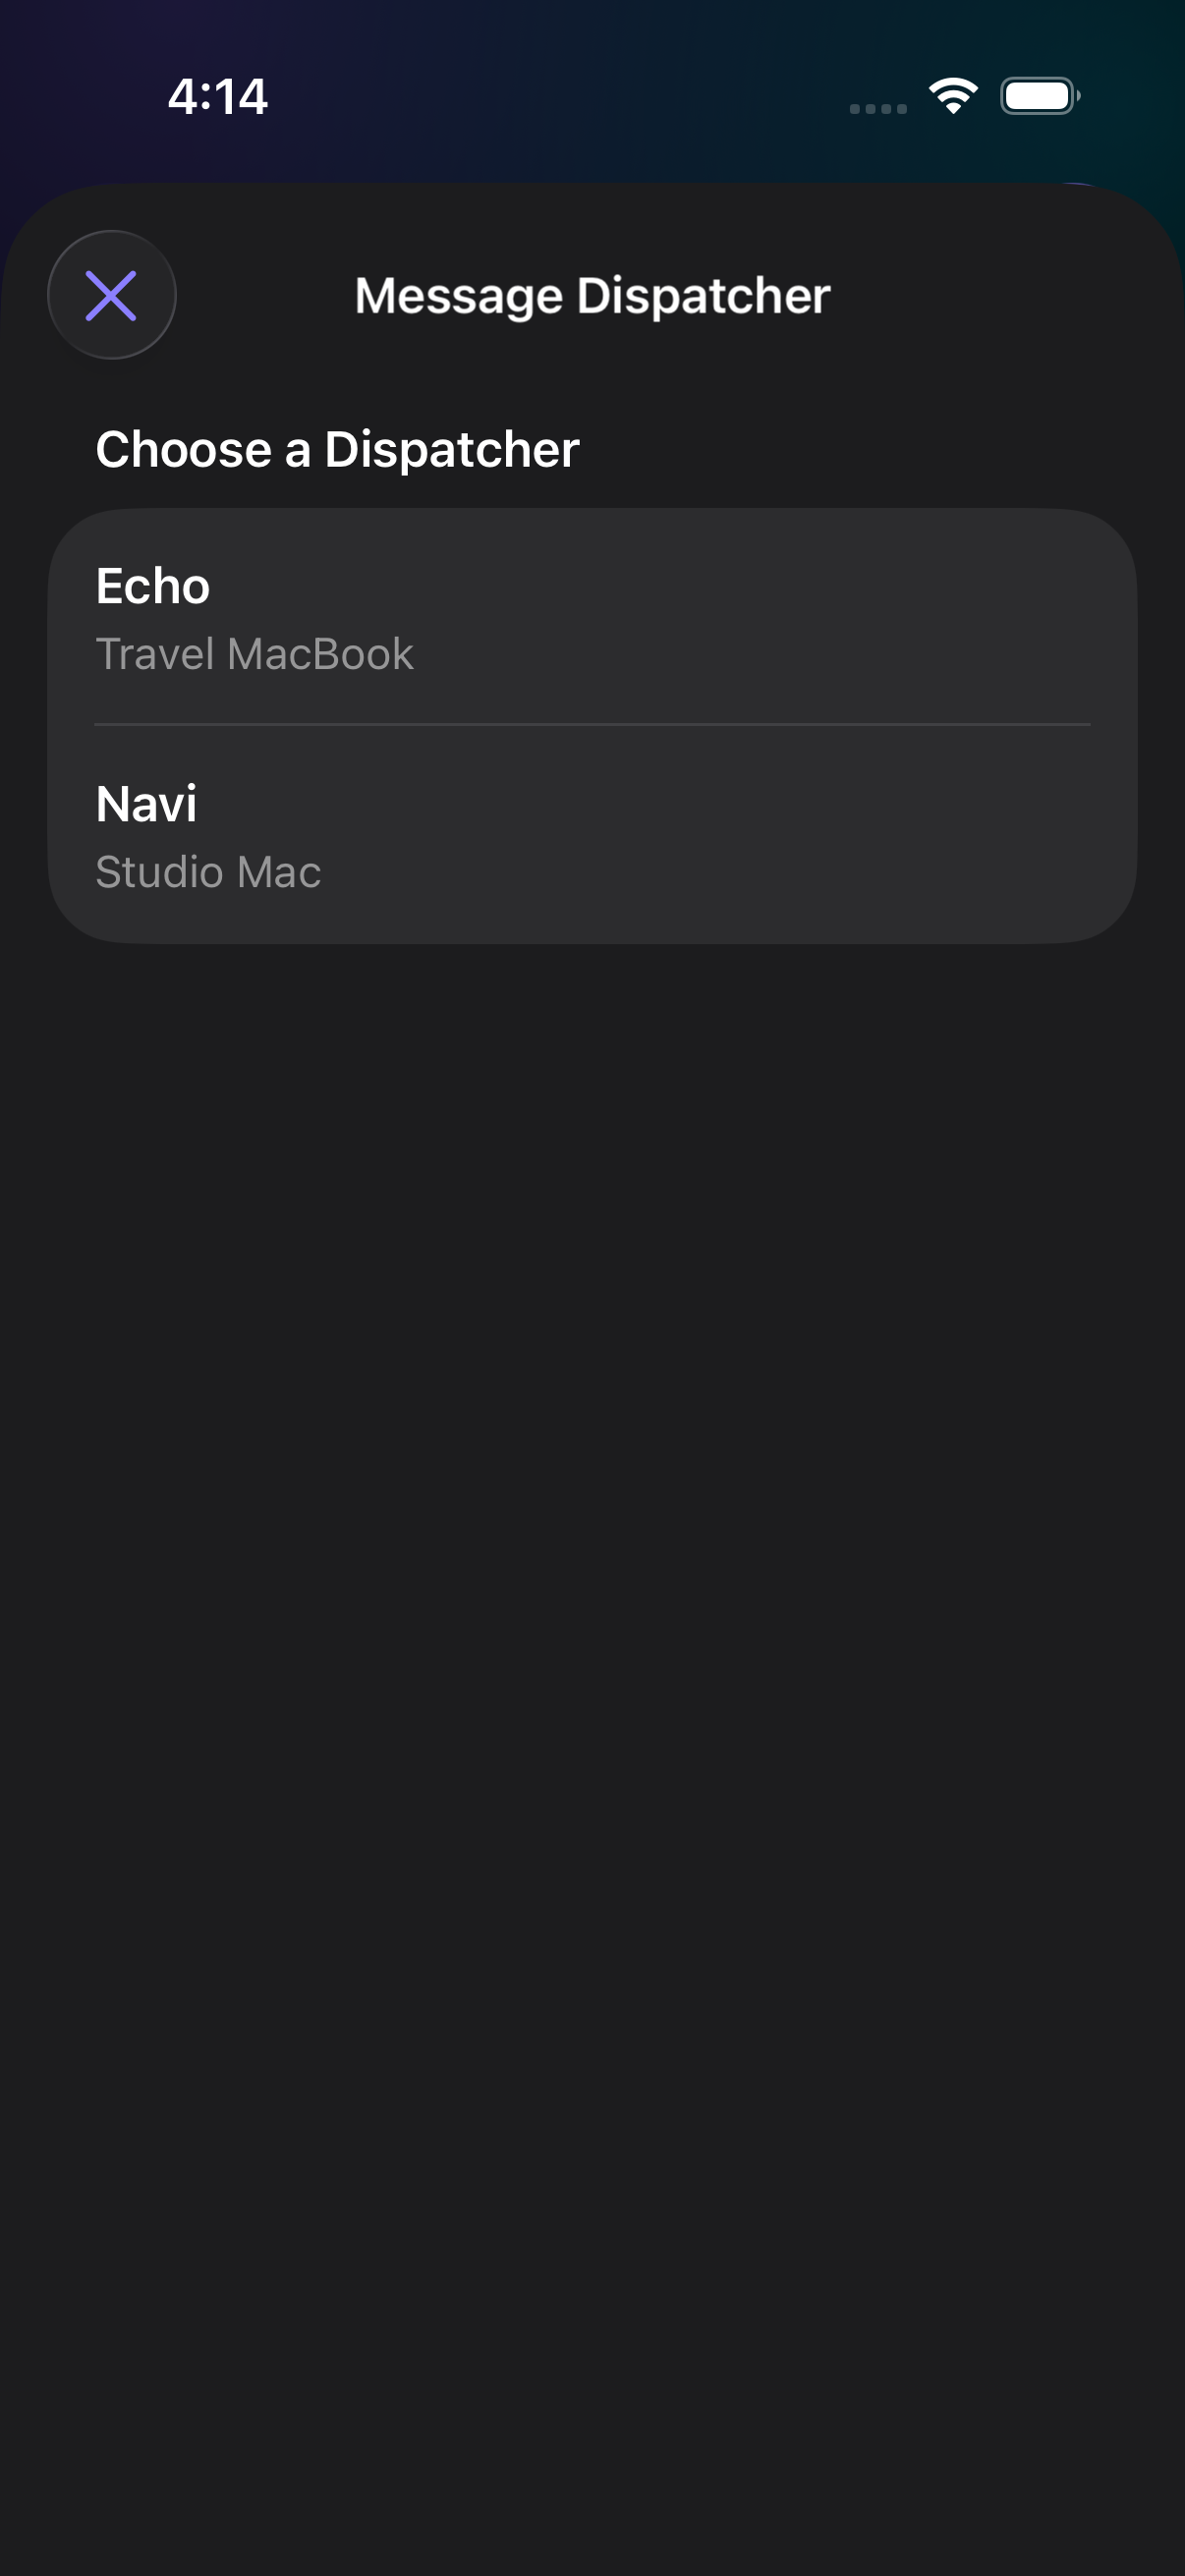 4:14
Message Dispatcher
Choose a Dispatcher
Echo
Travel MacBook
Navi
Studio Mac